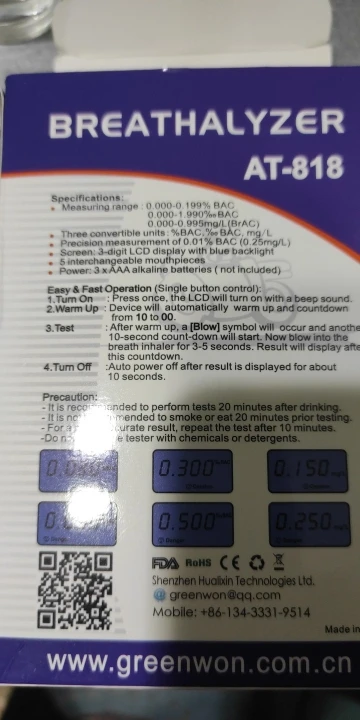 BREATHALYZER
AT-818
Specifications:
• Measuring range : 0.000-0.199% BAC
0.000-1.990‰ BAC
0.000-0.995mg/L(BrAC)
• Three convertible units : %BAC,‰ BAC, mg/L
• Precision measurement of 0.01% BAC (0.25mg/L)
• Screen: 3-digit LCD display with blue backlight
• 5 interchangeable mouthpieces
• Power: 3 x AAA alkaline batteries ( not included)
Easy & Fast Operation (Single button control):
1.Turn On : Press once, the LCD will turn on with a beep sound.
2.Warm Up : Device will automatically warm up and countdown
from 10 to 00.
3.Test : After warm up, a [Blow] symbol will occur and anothe
10-second count-down will start. Now blow into the
breath inhaler for 3-5 seconds. Result will display afte
this countdown.
4.Turn Off :Auto power off after result is displayed for about
10 seconds.
Precaution:
- It is recommended to perform tests 20 minutes after drinking.
- It is not recommended to smoke or eat 20 minutes prior testing.
- For accurate result, repeat the test after 10 minutes.
-Do tester with chemicals or detergents.
0.300 0.150
0.500 0.250
FDA RoHS CE
Shenzhen Hualixin Technologies Ltd.
greenwon@qq.com
Mobile: +86-134-3331-9514
Made in
www.greenwon.com.cn